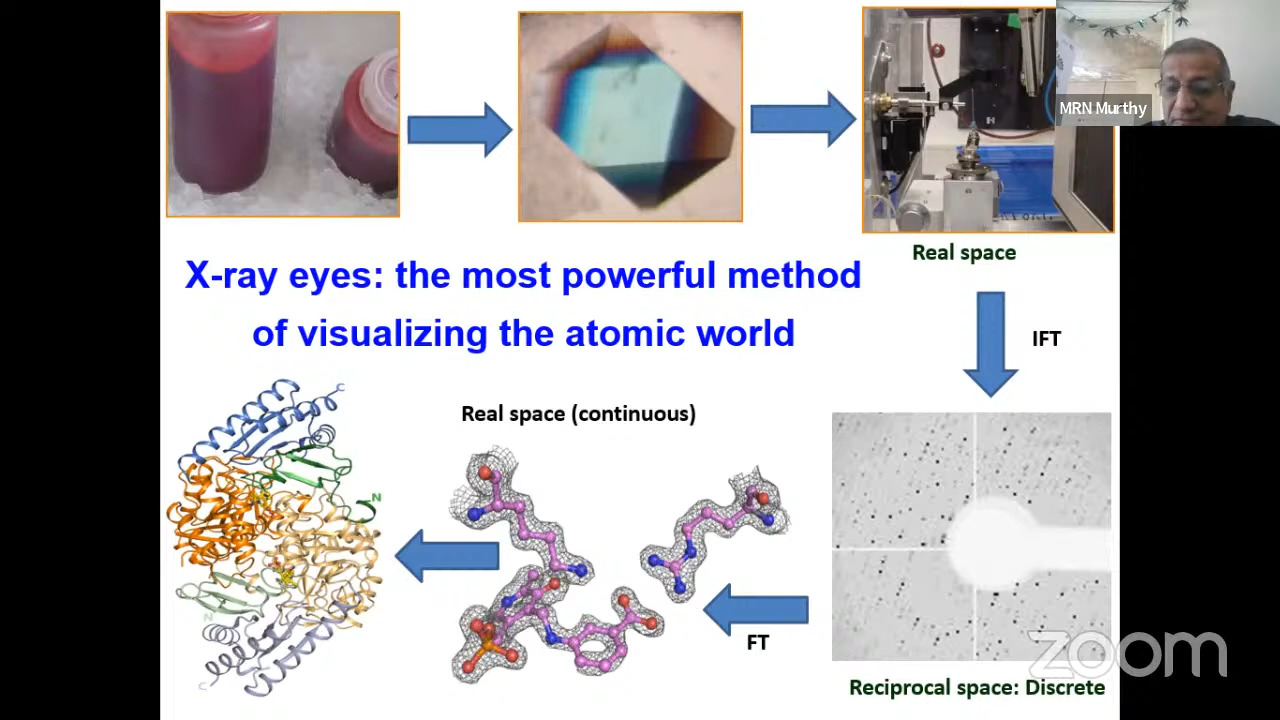 MRN Murthy
Real space
X-ray eyes: the most powerful method
of visualizing the atomic world
IFT
Real space (continuous)
C
N
N
C
FT
zoom
Reciprocal space: Discrete